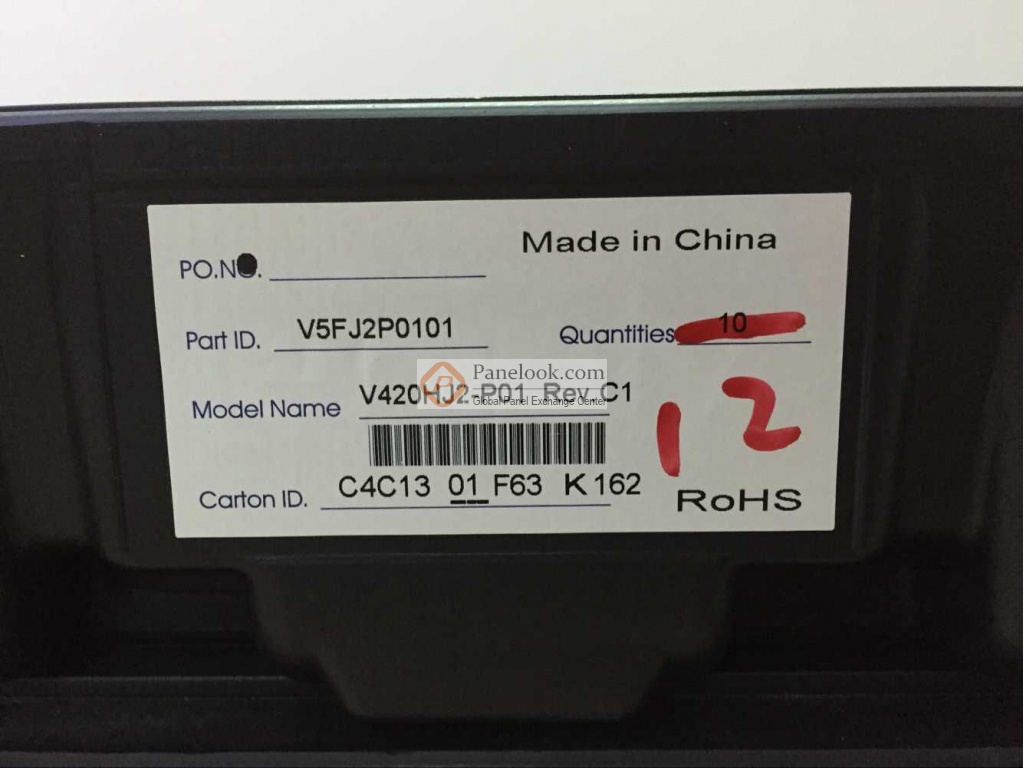 Made in China
PO.NO.
Part ID. V5FJ2P0101 Quantities 10
Panelook.com
Model Name V420HJ2-P01 Rev.C1
Global Panel Exchange Center
12
Carton ID. C4C13 01 F63 K 162
RoHS